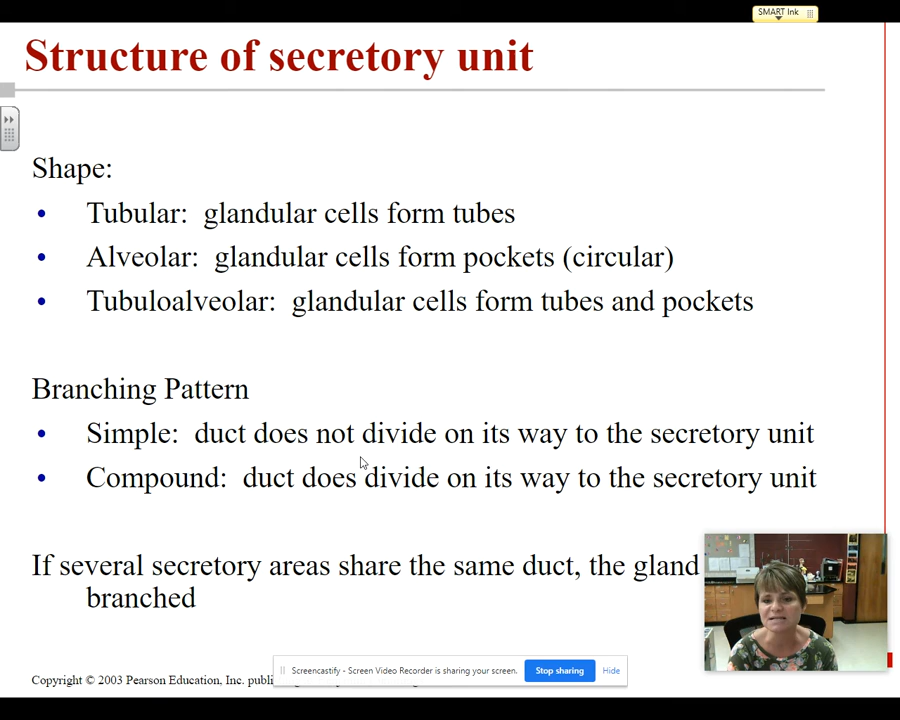 SMART Ink
Structure of secretory unit
Shape:
• Tubular: glandular cells form tubes
• Alveolar: glandular cells form pockets (circular)
• Tubuloalveolar: glandular cells form tubes and pockets
Branching Pattern
• Simple: duct does not divide on its way to the secretory unit
• Compound: duct does divide on its way to the secretory unit
If several secretory areas share the same duct, the gland
branched
Screencastify - Screen Video Recorder is sharing your screen.
Stop sharing
Hide
Copyright © 2003 Pearson Education, Inc.